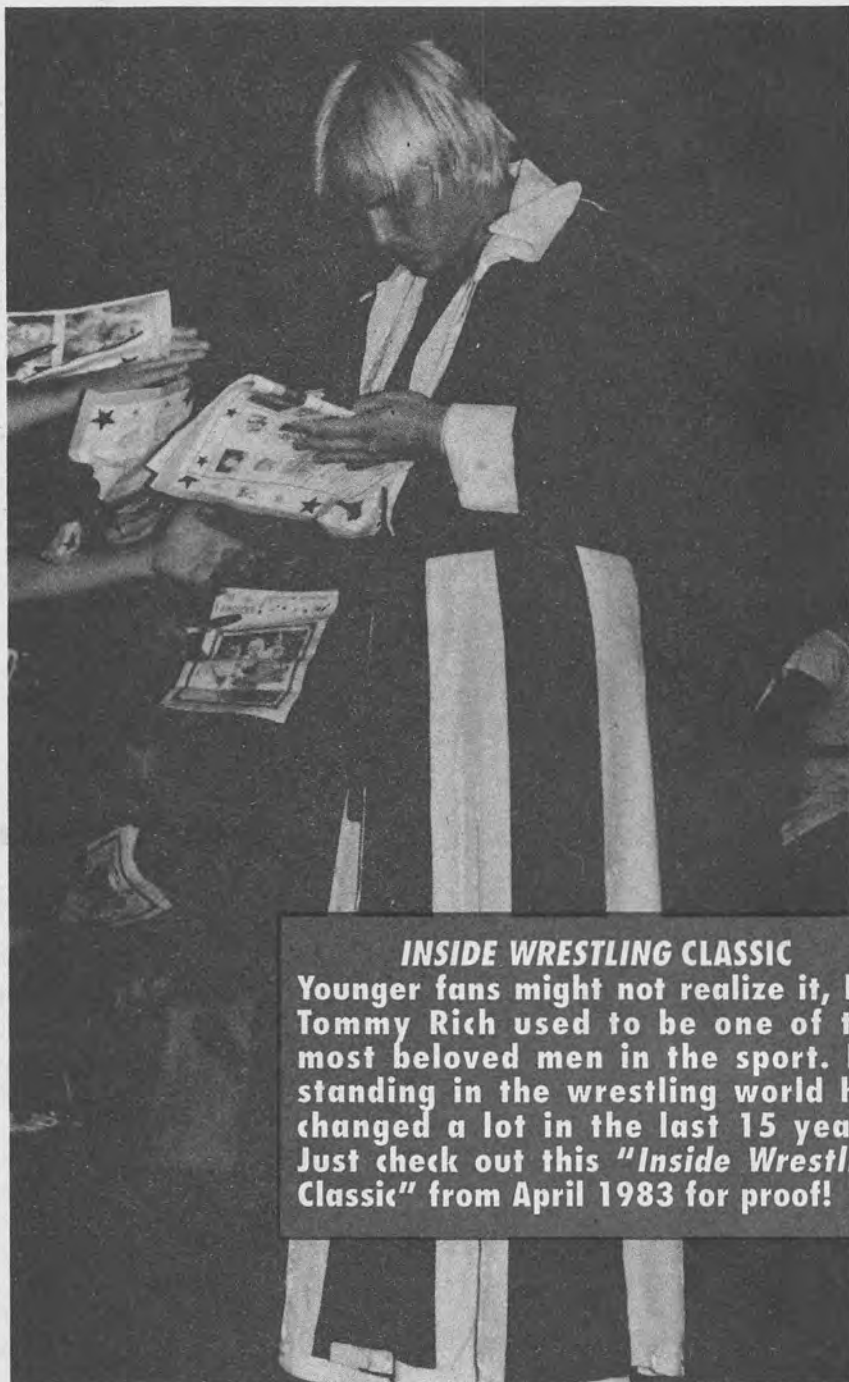 INSIDE WRESTLING CLASSIC
Younger fans might not realize it,
Tommy Rich used to be one of
most beloved men in the sport.
standing in the wrestling world
changed a lot in the last 15
Just check out this "Inside
Classic" from April 1983 for proof!